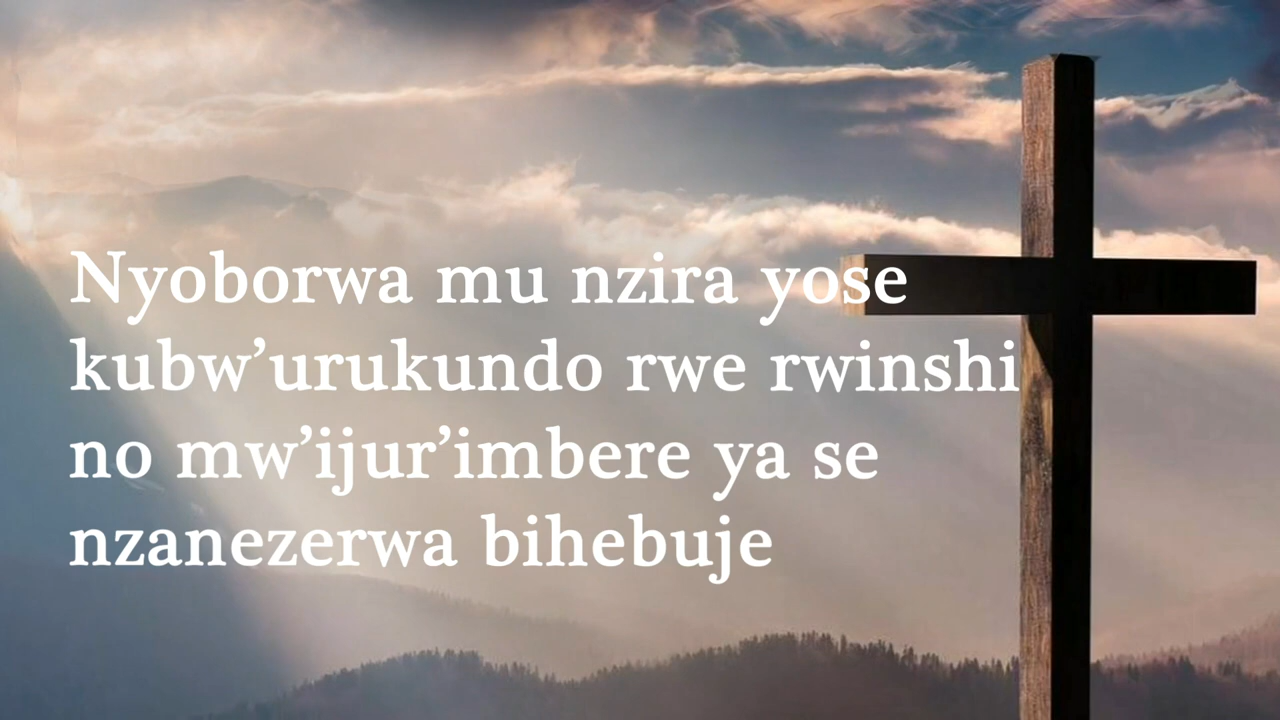 Nyoborwa mu nzira yose
kubw’urukundo rwe rwinshi
no mw’ijur’imbere ya se
nzanezerwa bihebuje